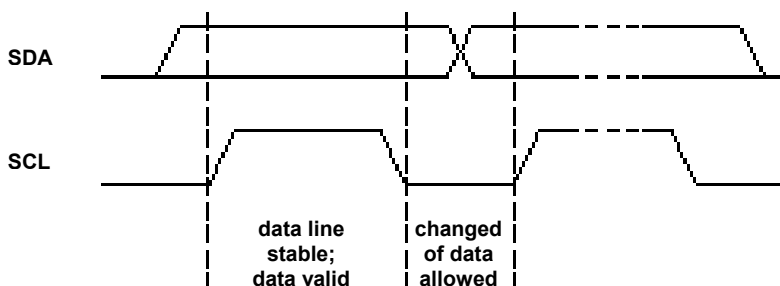 SDA
SCL
data line
stable;
data valid
changed
of data
allowed